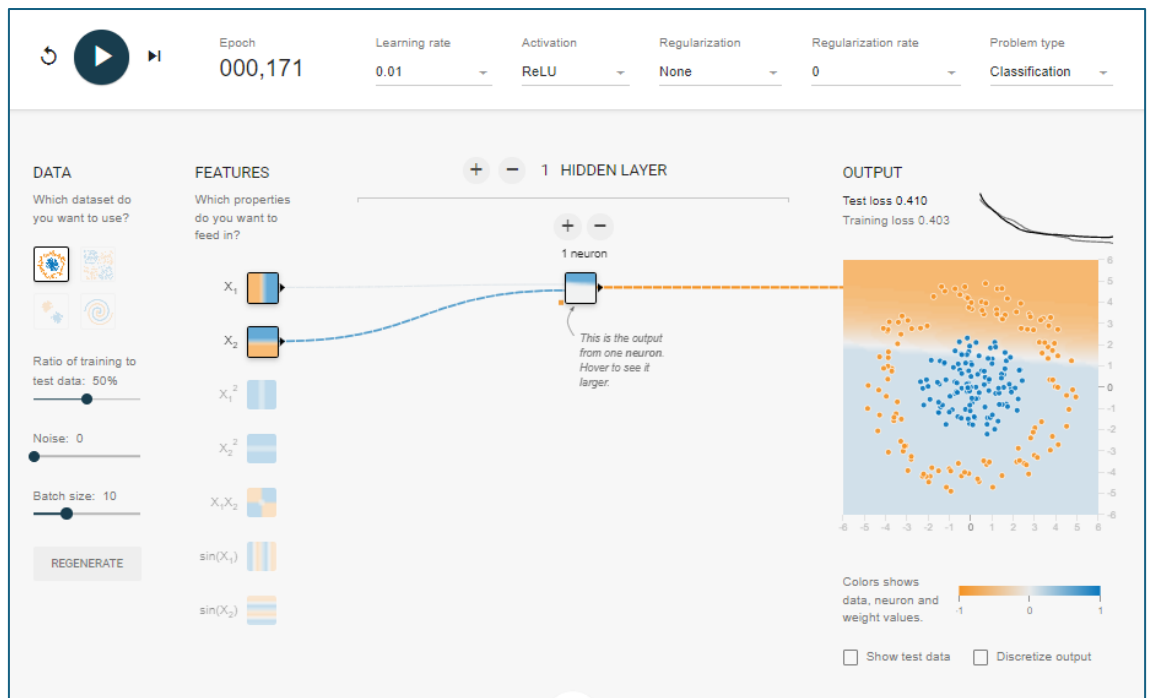 Epoch
000,171
Learning rate
0.01
Activation
ReLU
Regularization
None
Regularization rate
0
Problem type
Classification
DATA
Which dataset do
you want to use?
Ratio of training to
test data: 50%
Noise: 0
Batch size: 10
REGENERATE
FEATURES
Which properties
do you want to
feed in?
X₁
X₂
X₁²
X₂²
X₁X₂
sin(X₁)
sin(X₂)
+ − 1 HIDDEN LAYER
+ −
1 neuron
This is the output
from one neuron.
Hover to see it
larger.
OUTPUT
Test loss 0.410
Training loss 0.403
6
5
4
3
2
1
0
-1
-2
-3
-4
-5
-6
-6 -5 -4 -3 -2 -1 0 1 2 3 4 5 6
Colors shows
data, neuron and
weight values.
-1 0 1
Show test data
Discretize output